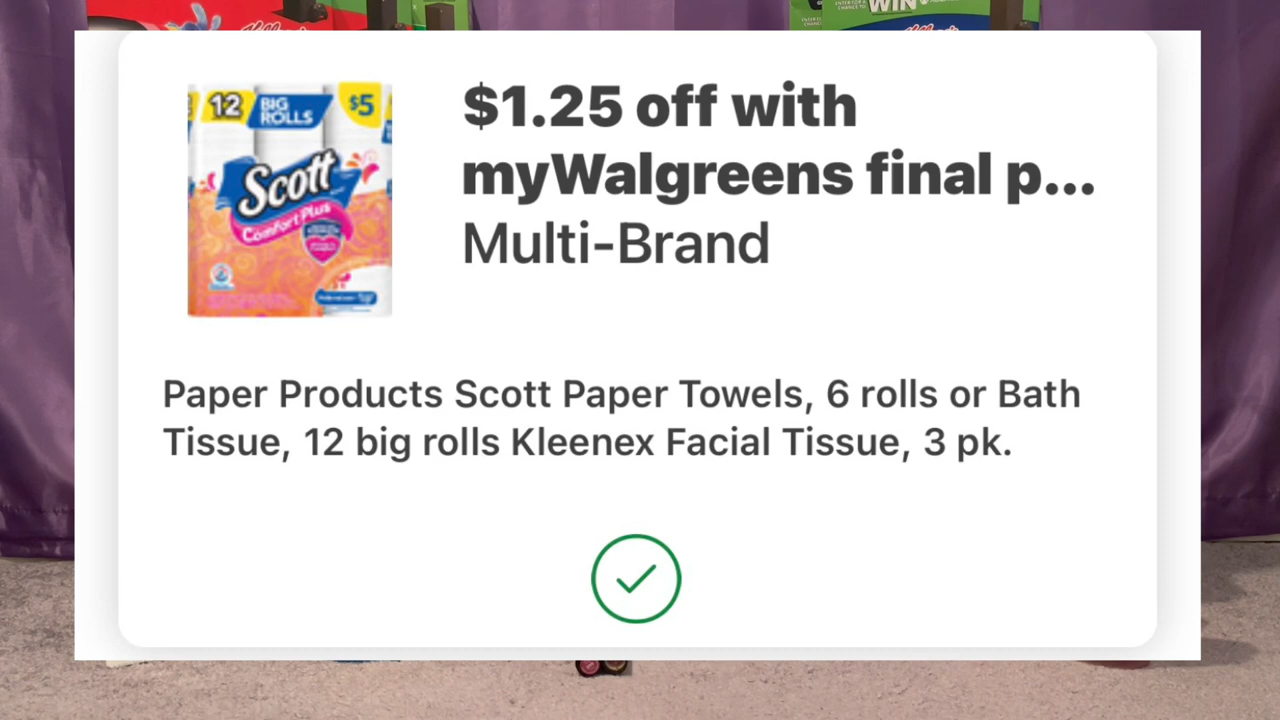 WIN
12
BIG
ROLLS
$5
Scott
Comfort Plus
$1.25 off with
myWalgreens final p...
Multi-Brand
Paper Products Scott Paper Towels, 6 rolls or Bath
Tissue, 12 big rolls Kleenex Facial Tissue, 3 pk.